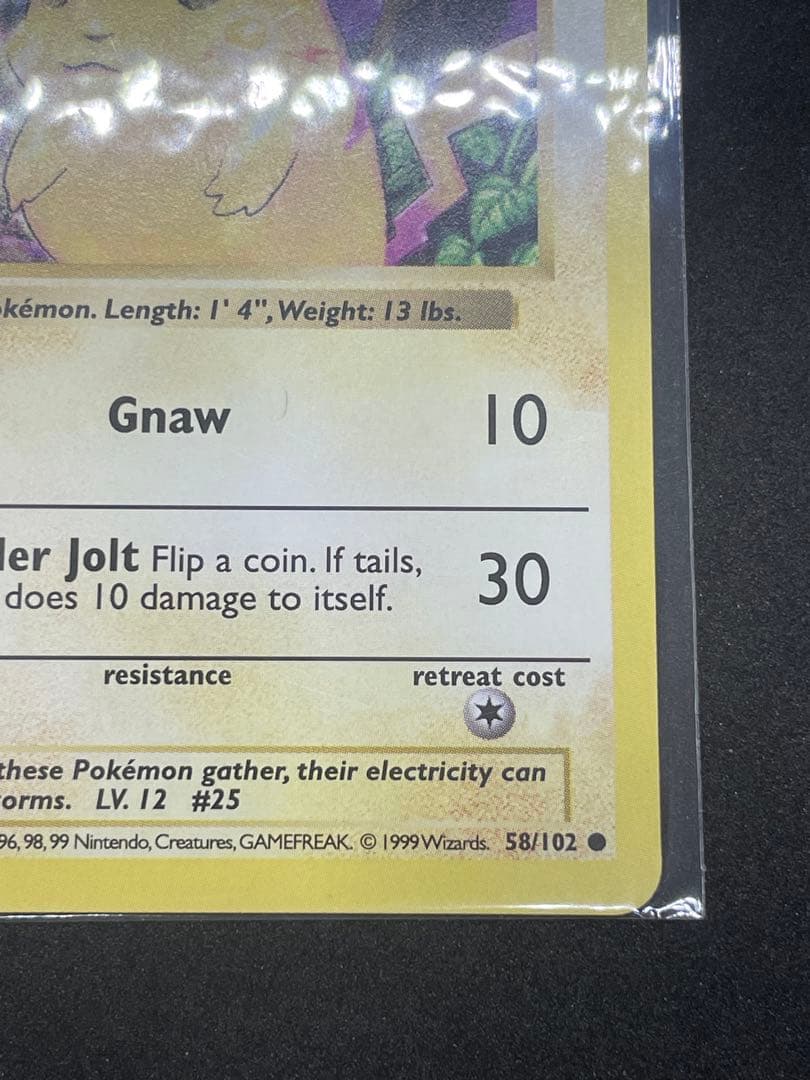 kémon. Length: 1' 4", Weight: 13 lbs.
Gnaw 10
der Jolt Flip a coin. If tails,
does 10 damage to itself.
30
resistance retreat cost
these Pokémon gather, their electricity can
orms. LV. 12 #25
96, 98, 99 Nintendo, Creatures, GAMEFREAK. © 1999 Wizards. 58/102